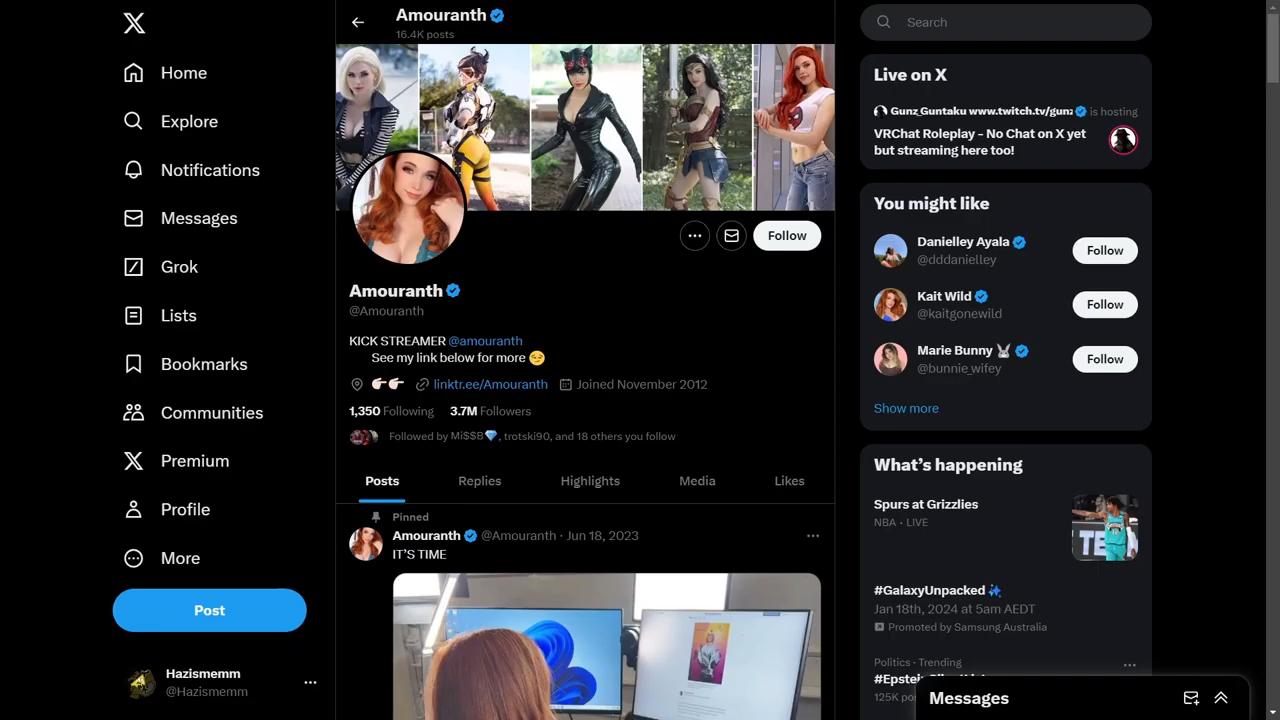 Home
Explore
Notifications
Messages
Grok
Lists
Bookmarks
Communities
Premium
Profile
More
Post
Hazismemm
@Hazismemm
Amouranth
16.4K posts
Follow
Amouranth
@Amouranth
KICK STREAMER @amouranth
See my link below for more 😏
👉🏻👉🏻 linktr.ee/Amouranth Joined November 2012
1,350 Following 3.7M Followers
Followed by Mi$$B💎, trotski90, and 18 others you follow
Posts Replies Highlights Media Likes
Pinned
Amouranth @Amouranth · Jun 18, 2023
IT'S TIME
Search
Live on X
Gunz_Guntaku www.twitch.tv/gunz is hosting
VRChat Roleplay - No Chat on X yet
but streaming here too!
You might like
Danielley Ayala
@dddanielley
Follow
Kait Wild
@kaitgonewild
Follow
Marie Bunny 🐰
@bunnie_wifey
Follow
Show more
What's happening
Spurs at Grizzlies
NBA · LIVE
#GalaxyUnpacked
Jan 18th, 2024 at 5am AEDT
Promoted by Samsung Australia
Politics · Trending
125K
Messages